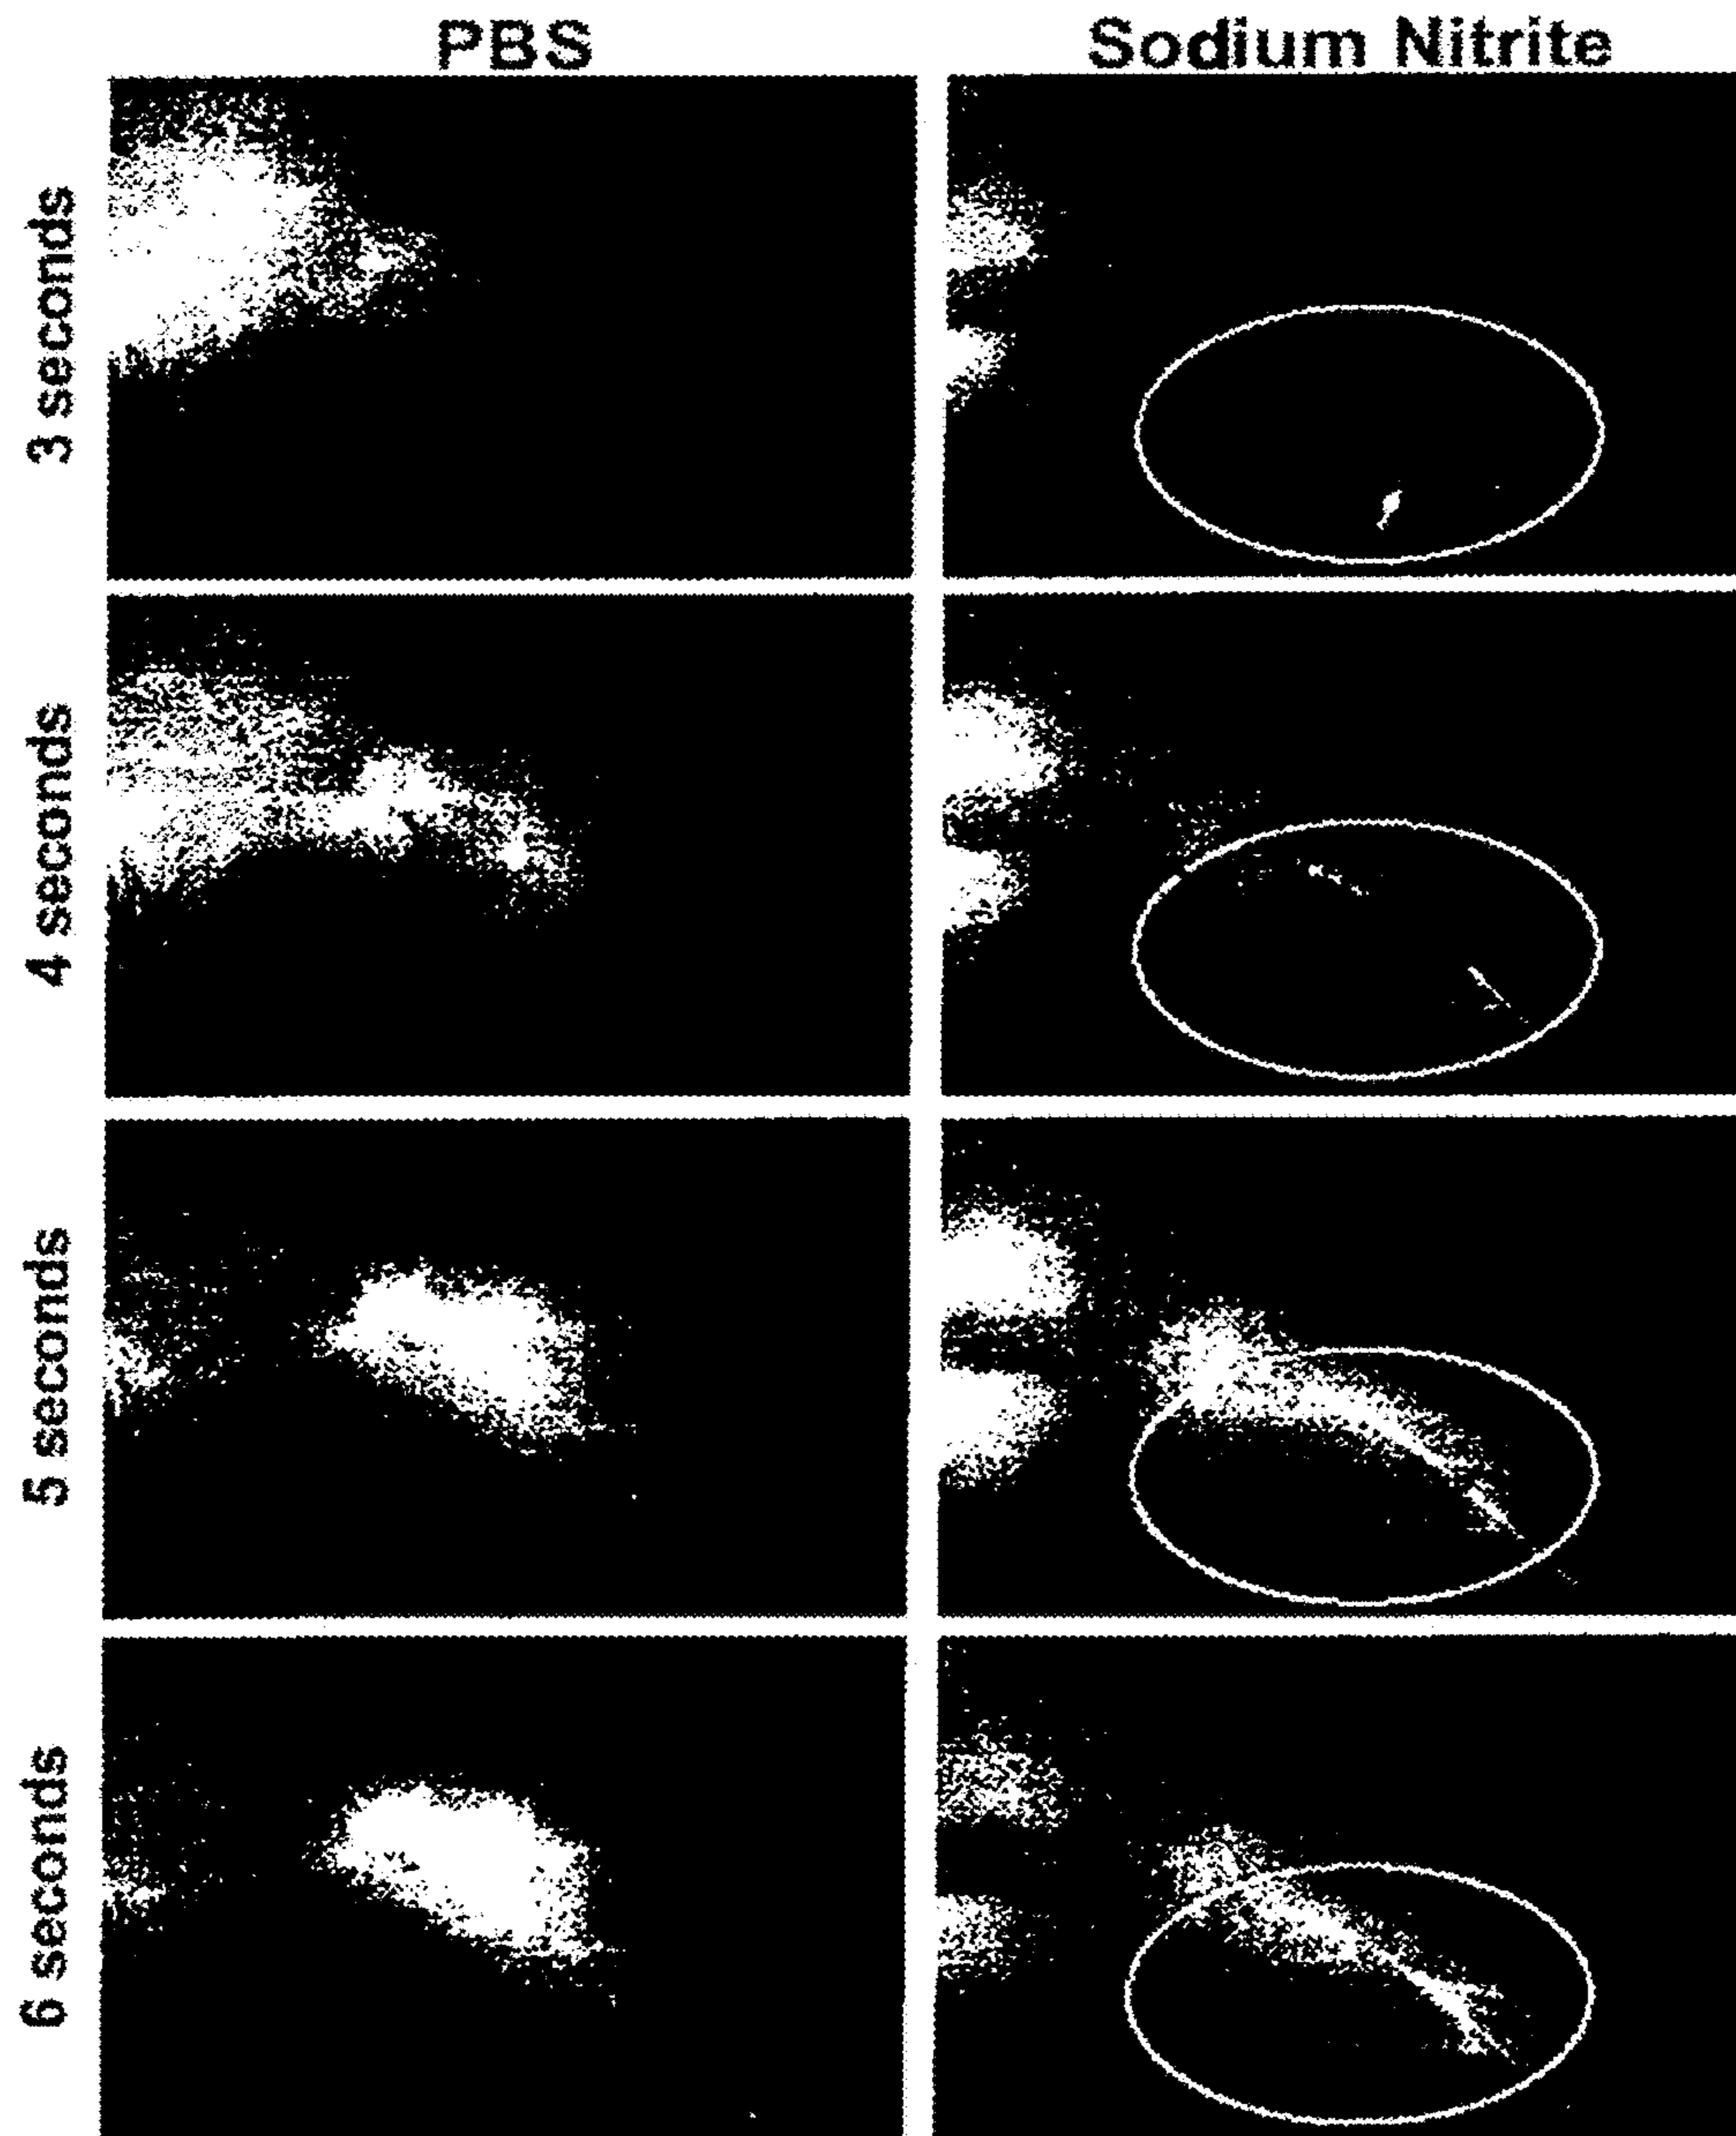 PBS
Sodium Nitrite
3 seconds
4 seconds
5 seconds
6 seconds